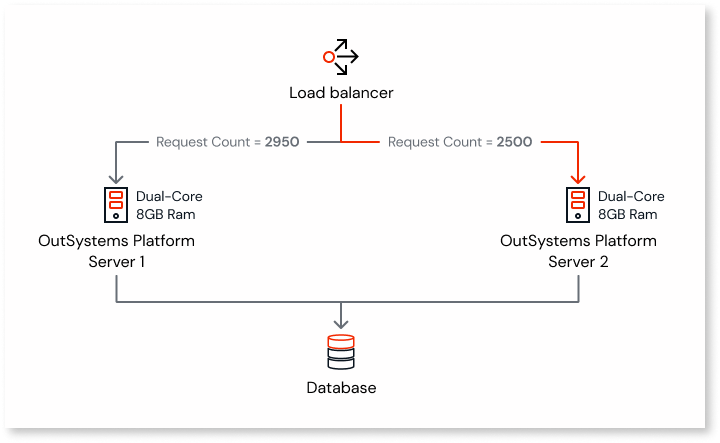 Load balancer
Request Count = 2950
Request Count = 2500
Dual-Core
8GB Ram
OutSystems Platform
Server 1
Dual-Core
8GB Ram
OutSystems Platform
Server 2
Database